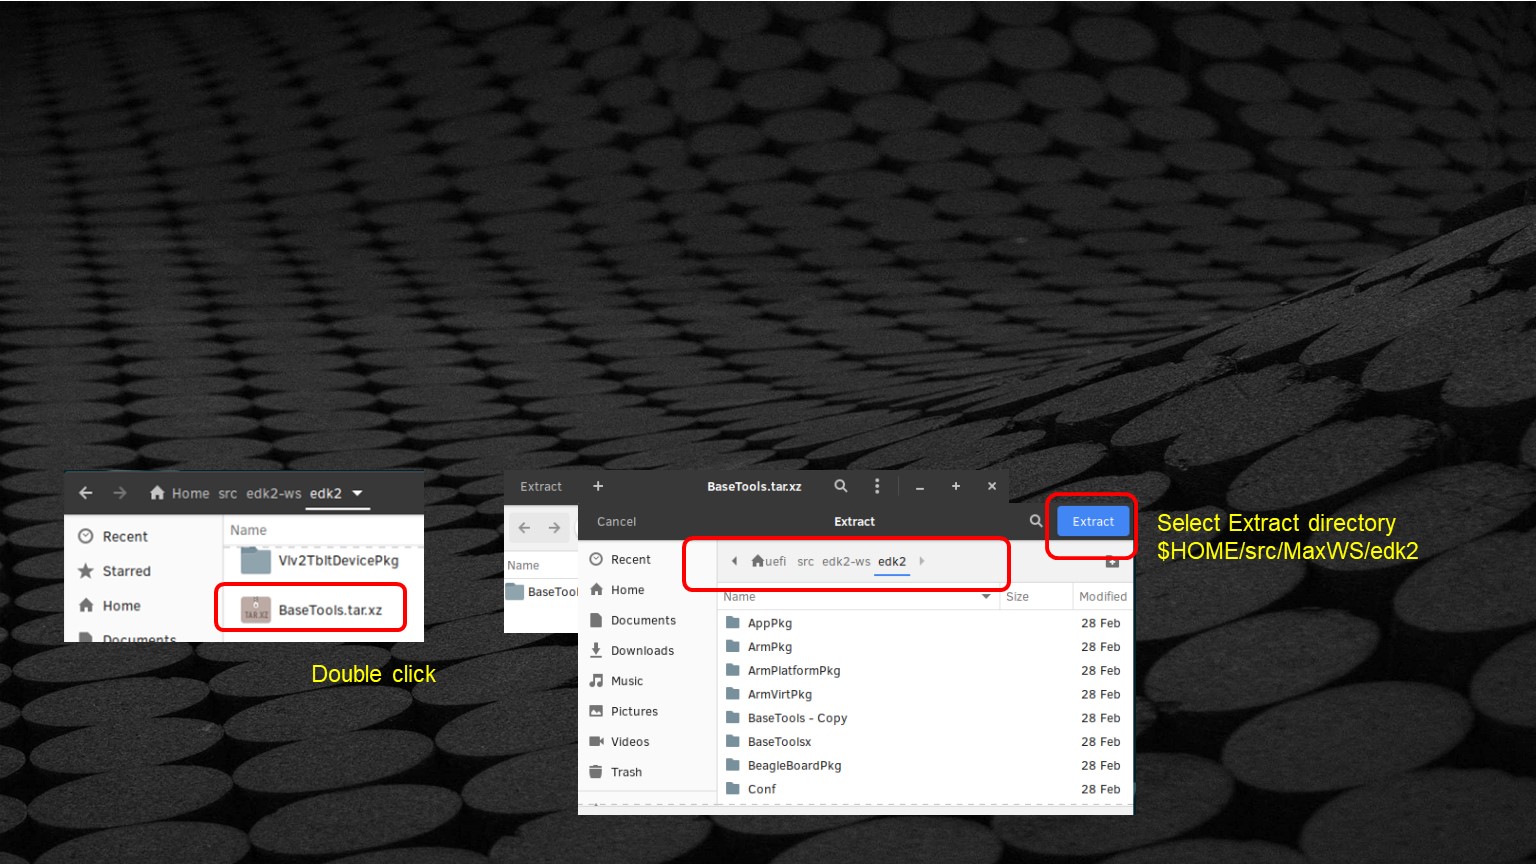 Home src edk2-ws edk2
Recent
Starred
Home
Documents
Name
Vlv2TbltDevicePkg
TAR.XZ BaseTools.tar.xz
Double click
Extract + BaseTools.tar.xz
Name
BaseTool
Cancel Extract Extract
uefi src edk2-ws edk2
Recent
Home
Documents
Downloads
Music
Pictures
Videos
Trash
Name Size Modified
AppPkg 28 Feb
ArmPkg 28 Feb
ArmPlatformPkg 28 Feb
ArmVirtPkg 28 Feb
BaseTools - Copy 28 Feb
BaseToolsx 28 Feb
BeagleBoardPkg 28 Feb
Conf 28 Feb
Select Extract directory
$HOME/src/MaxWS/edk2